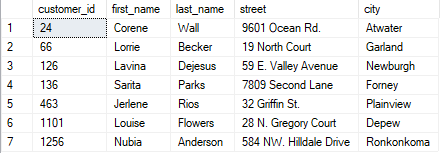 customer_id first_name last_name street city
1 24 Corene Wall 9601 Ocean Rd. Atwater
2 66 Lorrie Becker 19 North Court Garland
3 126 Lavina Dejesus 59 E. Valley Avenue Newburgh
4 136 Sarita Parks 7809 Second Lane Forney
5 463 Jerlene Rios 32 Griffin St. Plainview
6 1101 Louise Flowers 28 N. Gregory Court Depew
7 1256 Nubia Anderson 584 NW. Hilldale Drive Ronkonkoma